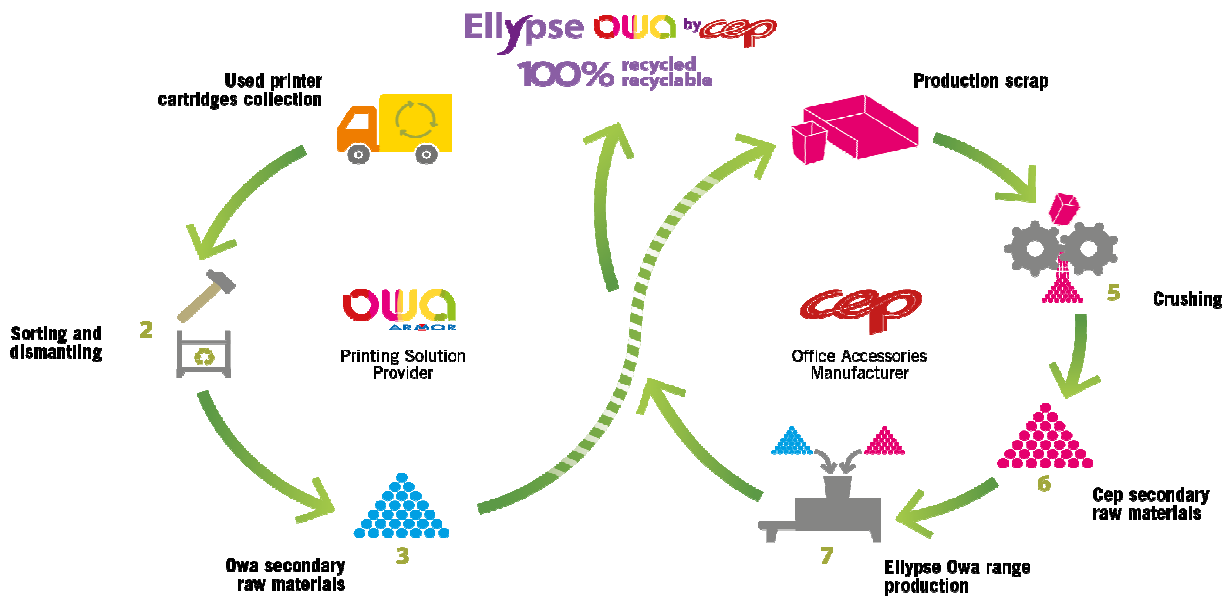 Ellypse owa by cep
100% recycled
recyclable
Used printer
cartridges collection
Production scrap
2
Sorting and
dismantling
owa
ARMOR
Printing Solution
Provider
cep
Office Accessories
Manufacturer
5
Crushing
3
Owa secondary
raw materials
6
Cep secondary
raw materials
7
Ellypse Owa range
production